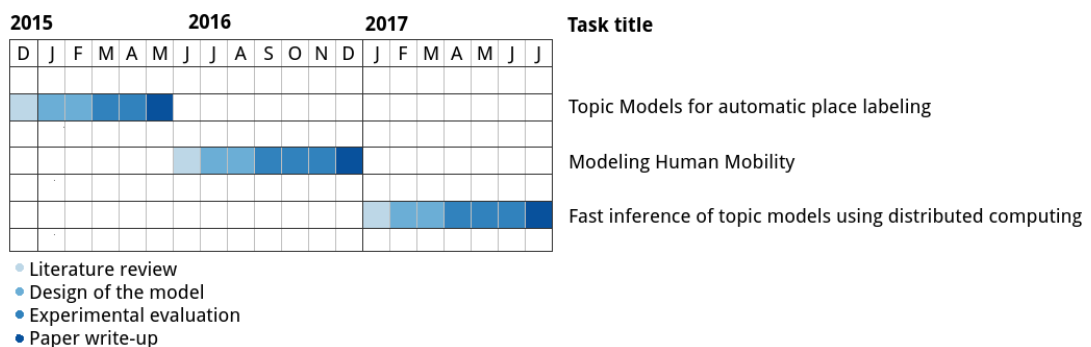 2015 2016 2017 Task title
D J F M A M J J A S O N D J F M A M J J
Topic Models for automatic place labeling
Modeling Human Mobility
Fast inference of topic models using distributed computing
Literature review
Design of the model
Experimental evaluation
Paper write-up